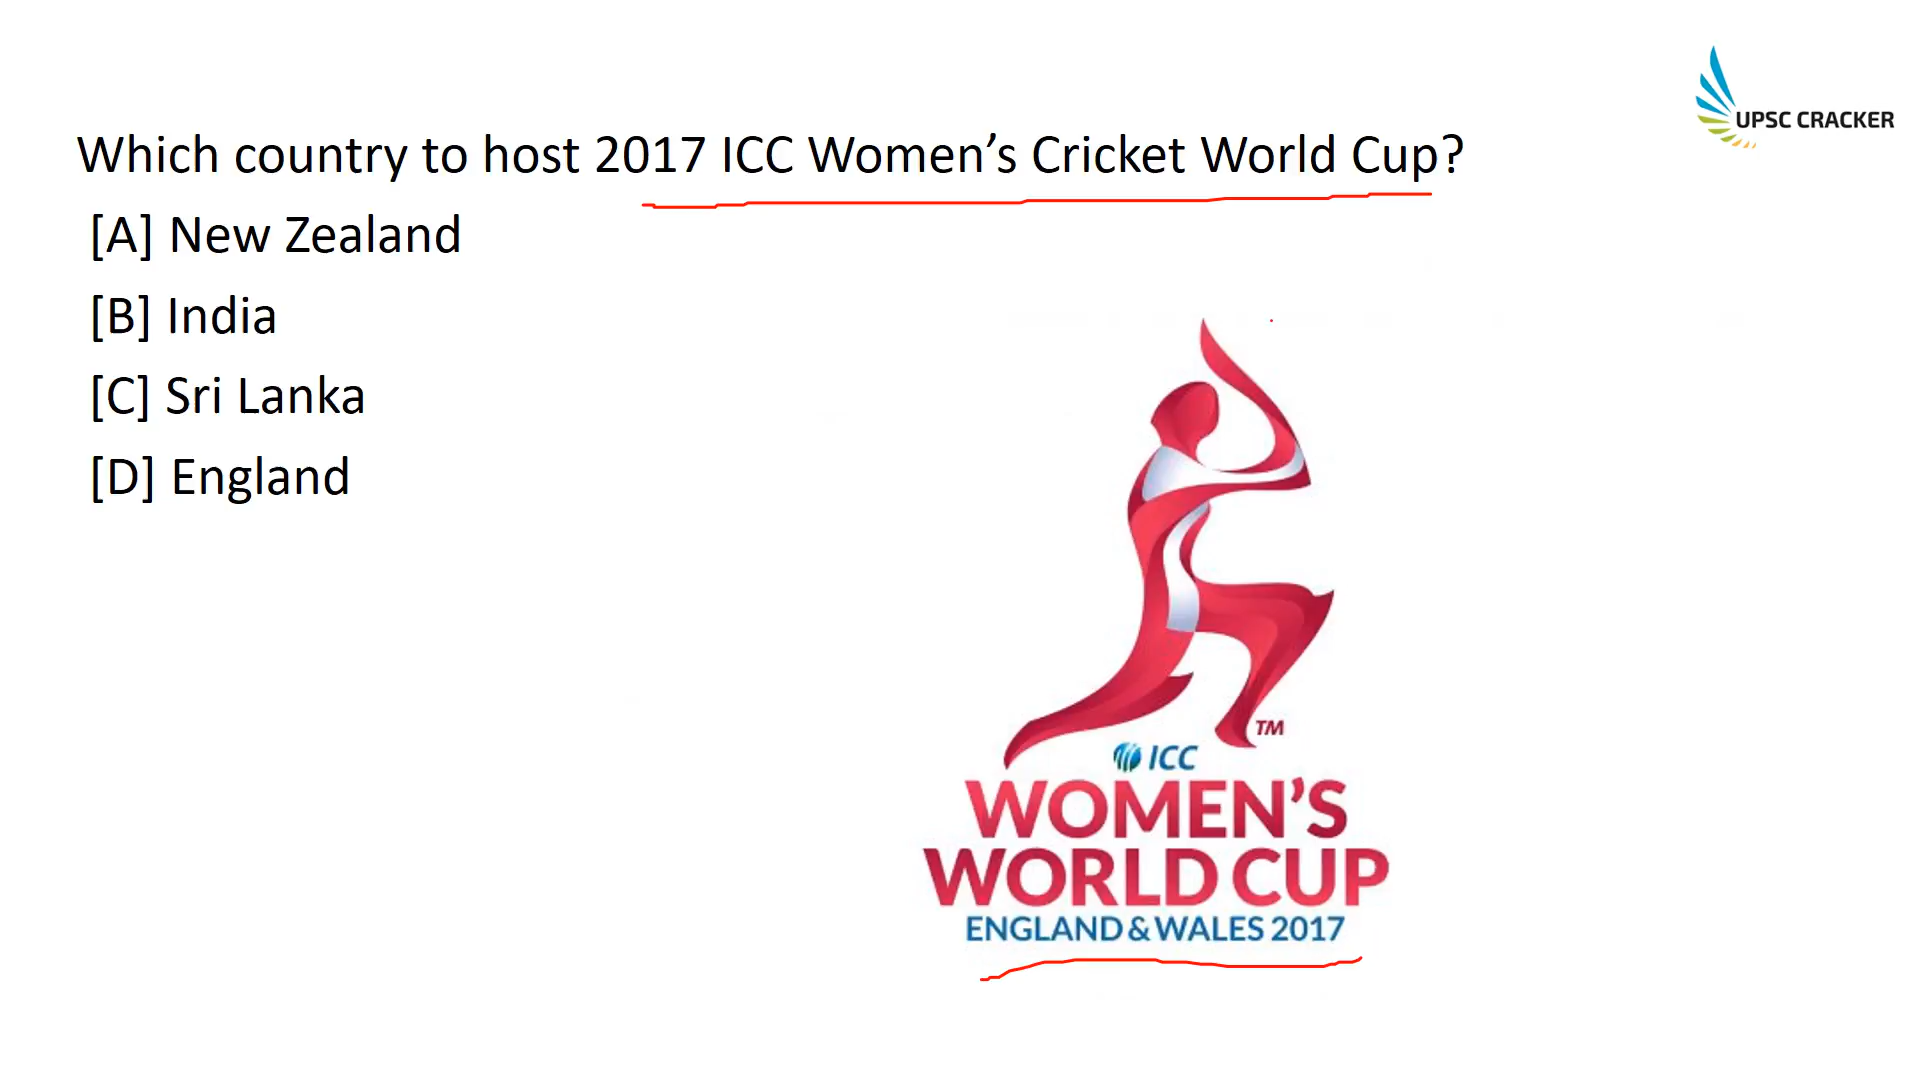 UPSC CRACKER
Which country to host 2017 ICC Women’s Cricket World Cup?
[A] New Zealand
[B] India
[C] Sri Lanka
[D] England
TM
ICC
WOMEN’S
WORLD CUP
ENGLAND & WALES 2017